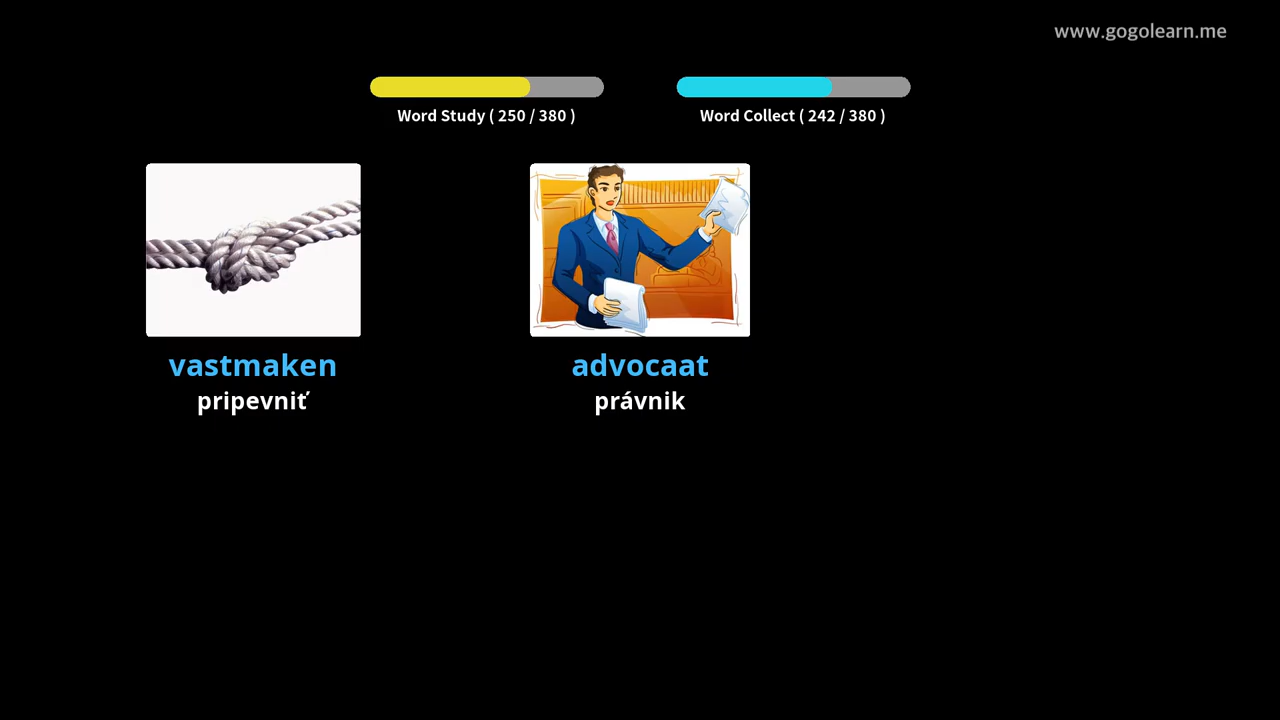 www.gogolearn.me
Word Study ( 250 / 380 )
Word Collect ( 242 / 380 )
vastmaken
pripevniť
advocaat
právnik